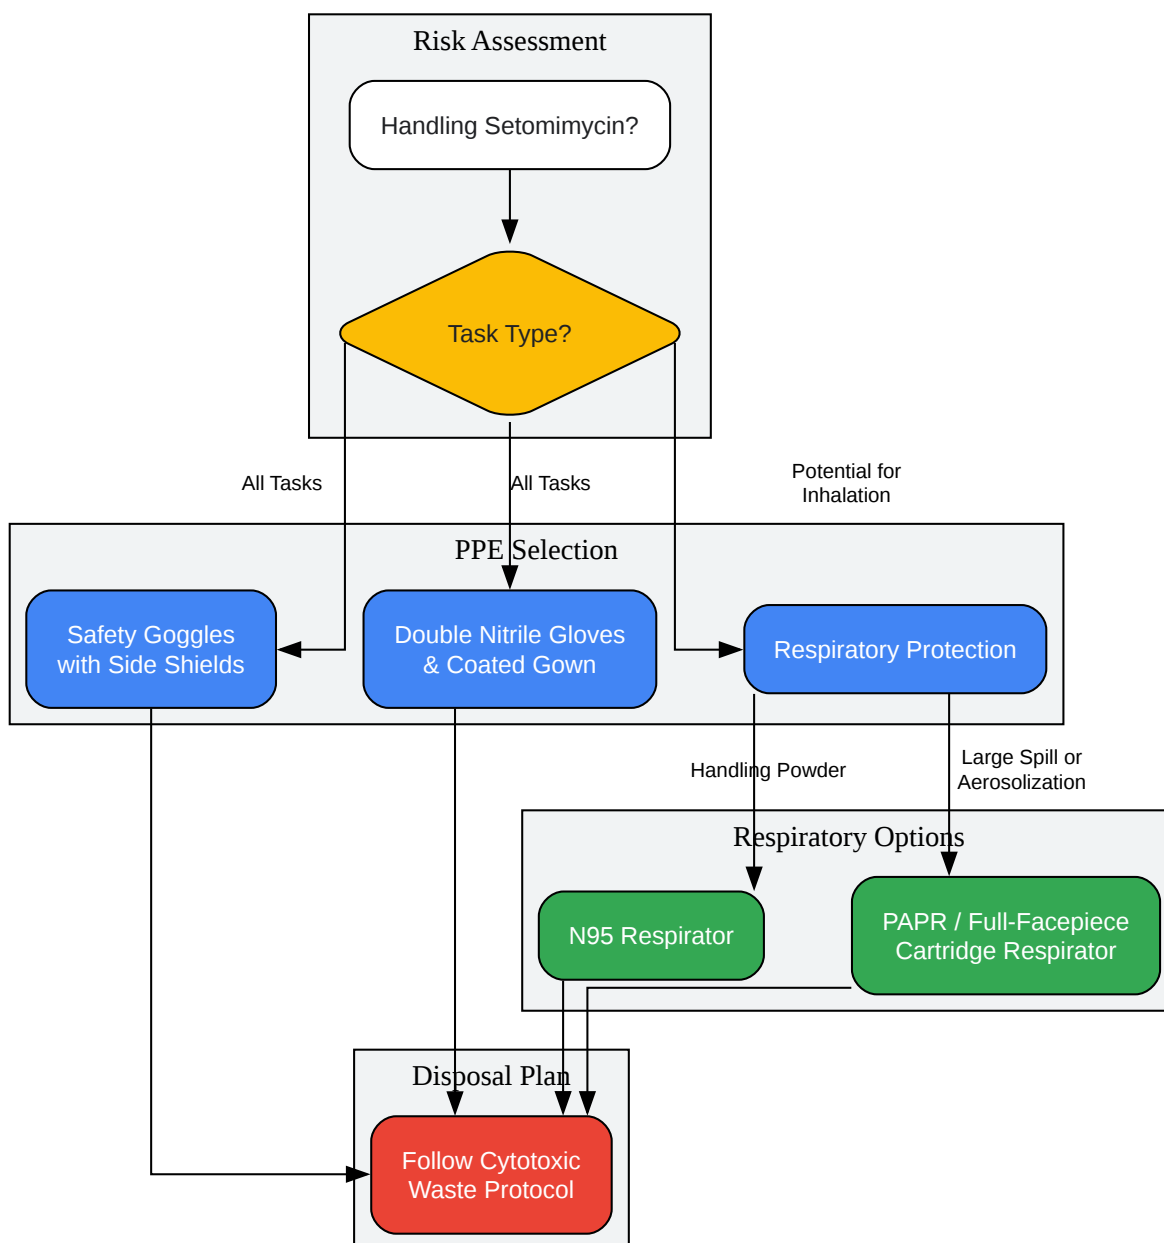 Risk Assessment
Handling Setomimycin?
Task Type?
All Tasks
All Tasks
Potential for
Inhalation
PPE Selection
Safety Goggles
with Side Shields
Double Nitrile Gloves
& Coated Gown
Respiratory Protection
Handling Powder
Large Spill or
Aerosolization
Respiratory Options
N95 Respirator
PAPR / Full-Facepiece
Cartridge Respirator
Disposal Plan
Follow Cytotoxic
Waste Protocol